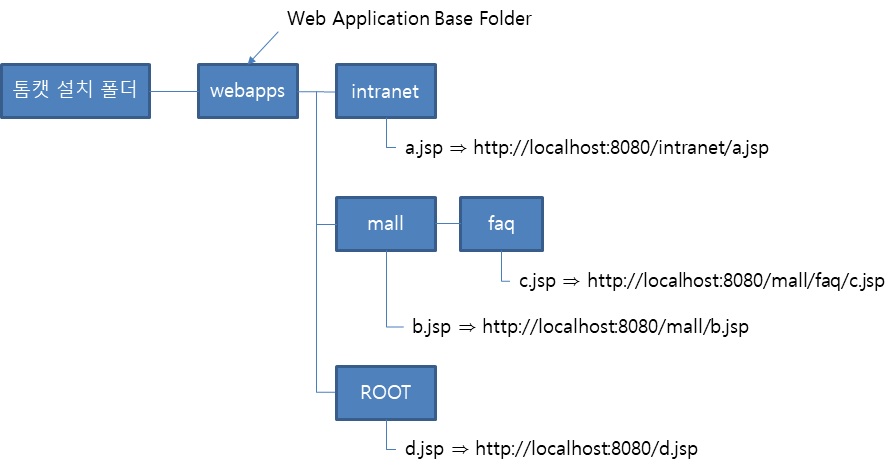 Web Application Base Folder
톰캣 설치 폴더
webapps
intranet
a.jsp ⇒ http://localhost:8080/intranet/a.jsp
mall
faq
c.jsp ⇒ http://localhost:8080/mall/faq/c.jsp
b.jsp ⇒ http://localhost:8080/mall/b.jsp
ROOT
d.jsp ⇒ http://localhost:8080/d.jsp